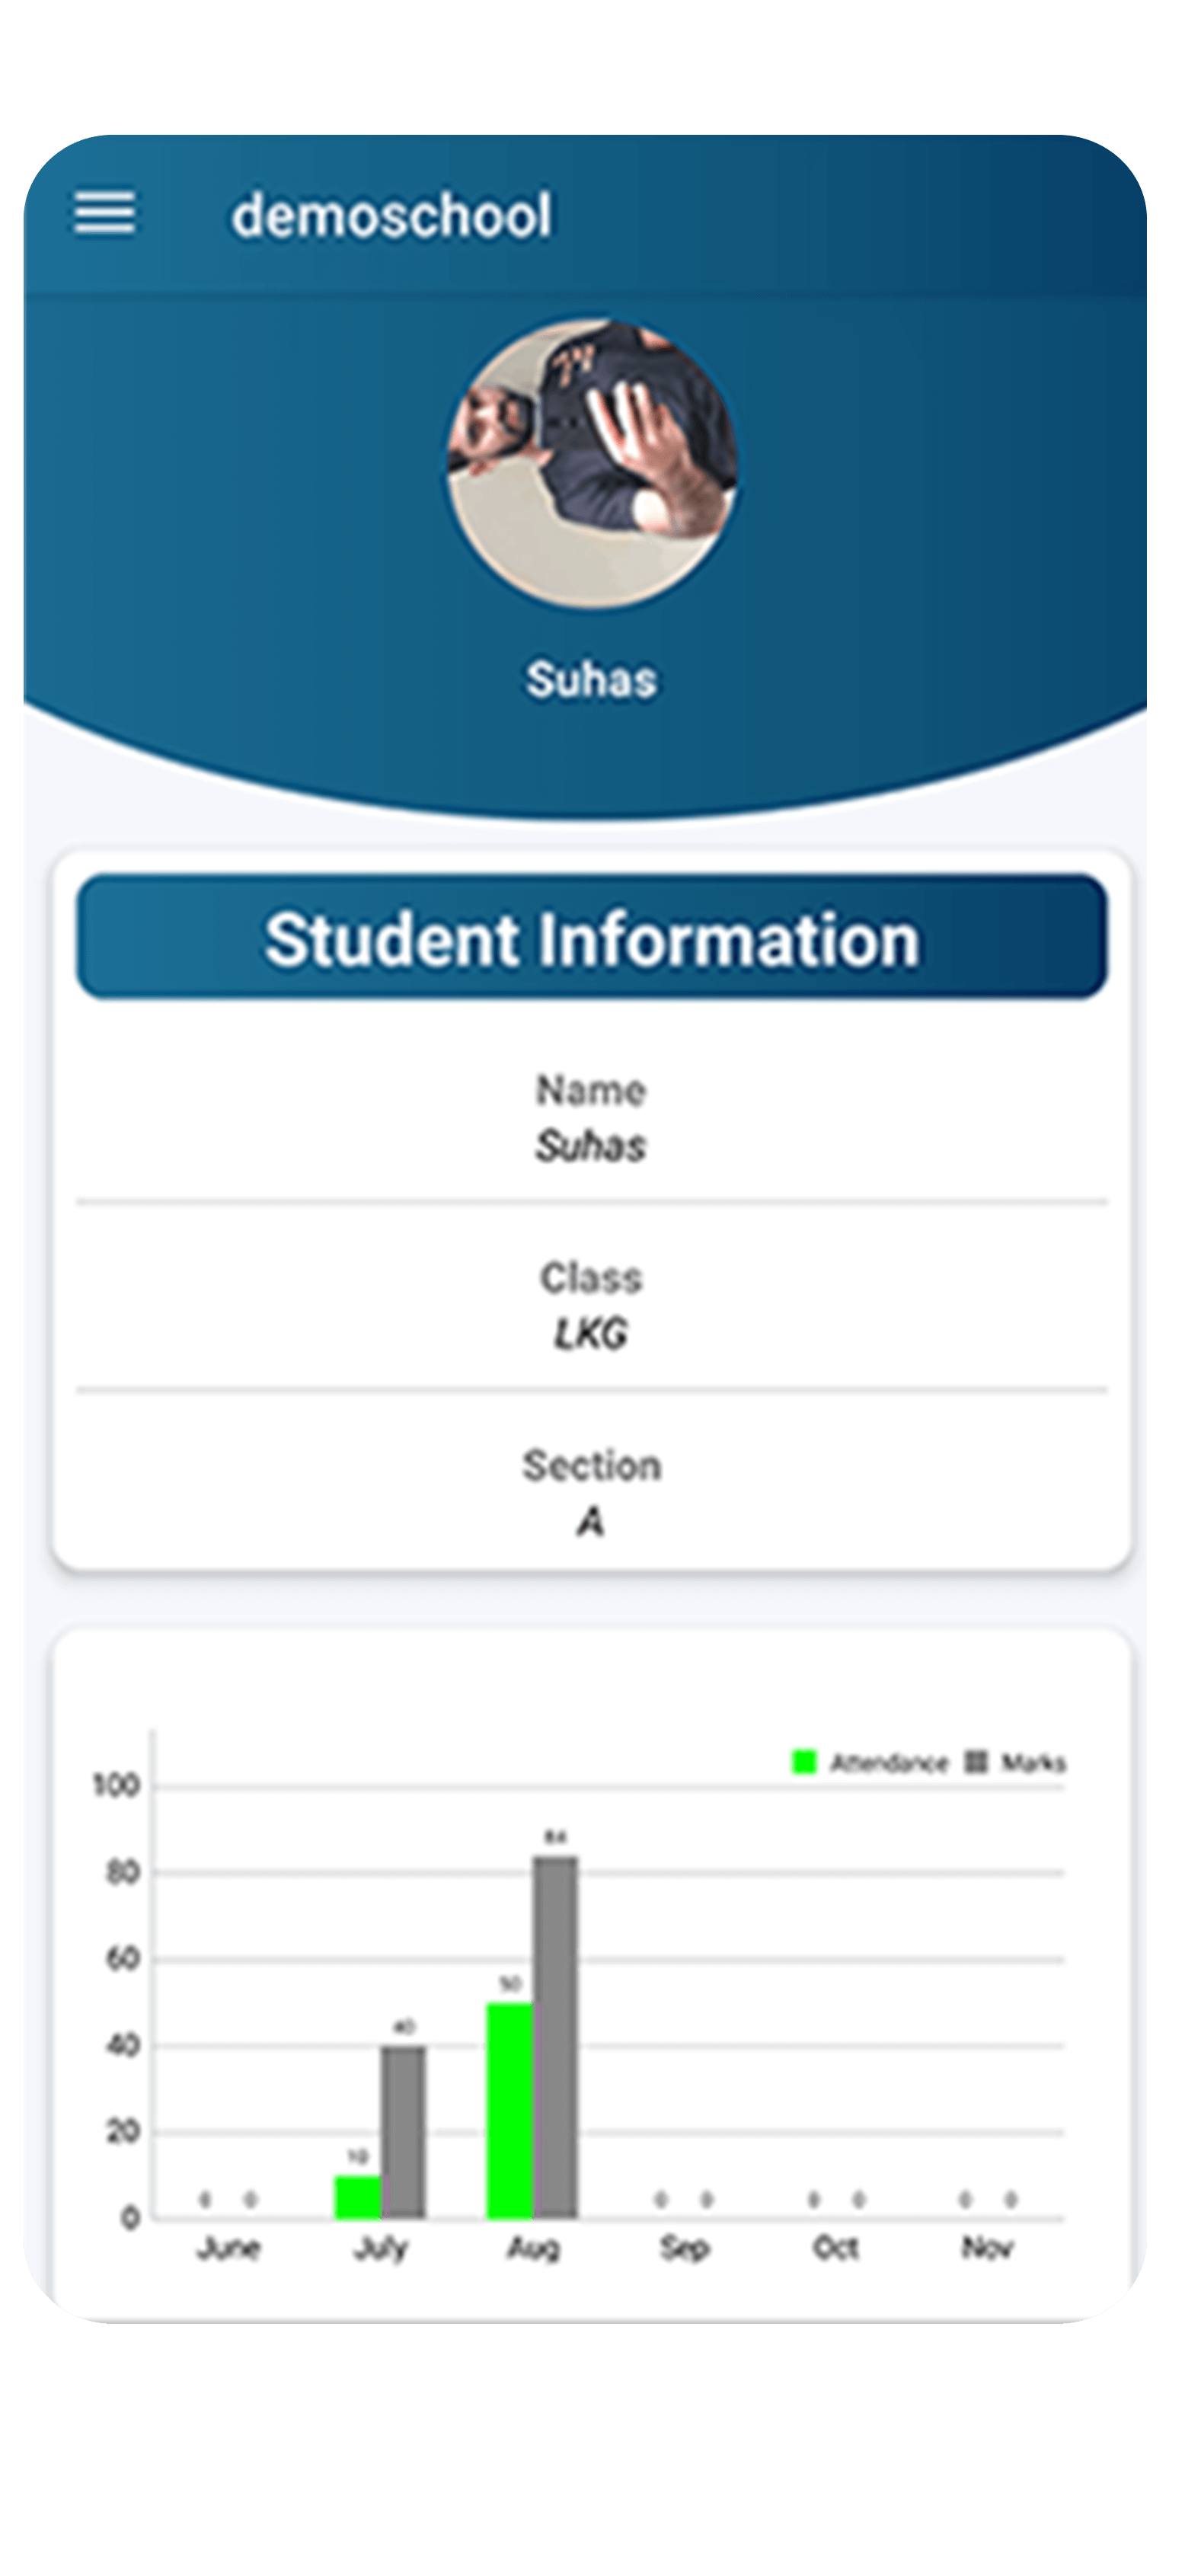 demoschool
Suhas
Student Information
Name
Suhas
Class
LKG
Section
A
Attendance Marks
100
84
80
60
50
40
40
20
10
0 0 0 0 0 0 0 0
0
June July Aug Sep Oct Nov